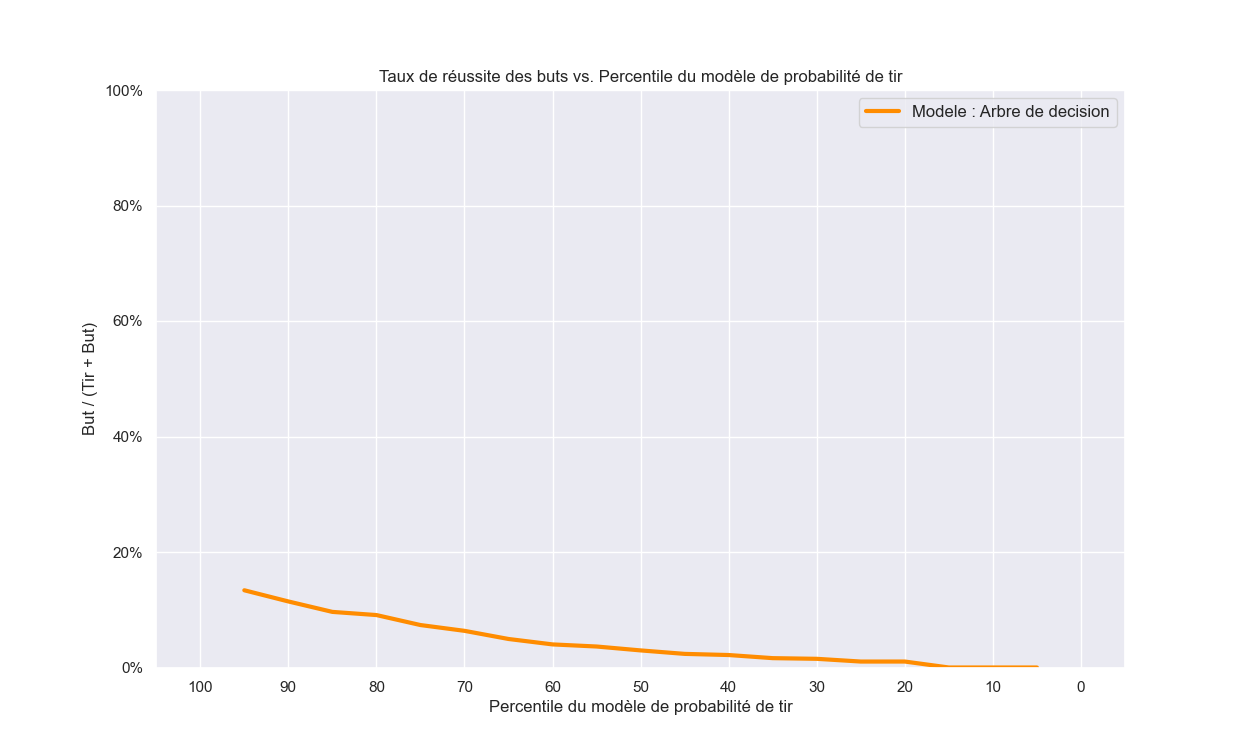 Taux de réussite des buts vs. Percentile du modèle de probabilité de tir
100%
Modele : Arbre de decision
80%
60%
But / (Tir + But)
40%
20%
0%
100 90 80 70 60 50 40 30 20 10 0
Percentile du modèle de probabilité de tir